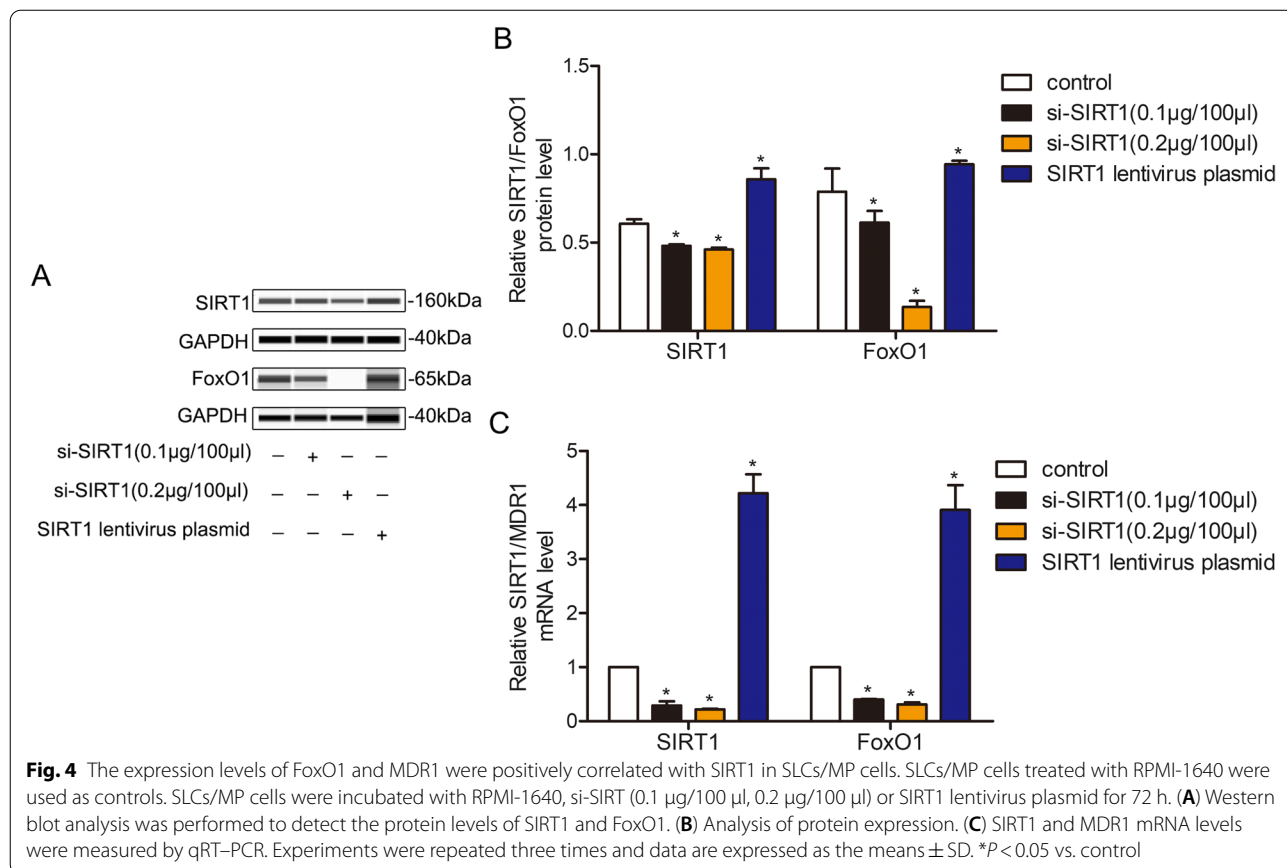 A
SIRT1 -160kDa
GAPDH -40kDa
FoxO1 -65kDa
GAPDH -40kDa
si-SIRT1(0.1µg/100µl) – + – –
si-SIRT1(0.2µg/100µl) – – + –
SIRT1 lentivirus plasmid – – – +
B
Relative SIRT1/FoxO1
protein level
1.5
1.0
0.5
0.0
* * * * * *
SIRT1 FoxO1
control
si-SIRT1(0.1µg/100µl)
si-SIRT1(0.2µg/100µl)
SIRT1 lentivirus plasmid
C
Relative SIRT1/MDR1
mRNA level
5
4
3
2
1
0
* * * * * *
SIRT1 FoxO1
control
si-SIRT1(0.1µg/100µl)
si-SIRT1(0.2µg/100µl)
SIRT1 lentivirus plasmid
Fig. 4 The expression levels of FoxO1 and MDR1 were positively correlated with SIRT1 in SLCs/MP cells. SLCs/MP cells treated with RPMI-1640 were
used as controls. SLCs/MP cells were incubated with RPMI-1640, si-SIRT (0.1 µg/100 µl, 0.2 µg/100 µl) or SIRT1 lentivirus plasmid for 72 h. (A) Western
blot analysis was performed to detect the protein levels of SIRT1 and FoxO1. (B) Analysis of protein expression. (C) SIRT1 and MDR1 mRNA levels
were measured by qRT–PCR. Experiments were repeated three times and data are expressed as the means ± SD. *P < 0.05 vs. control